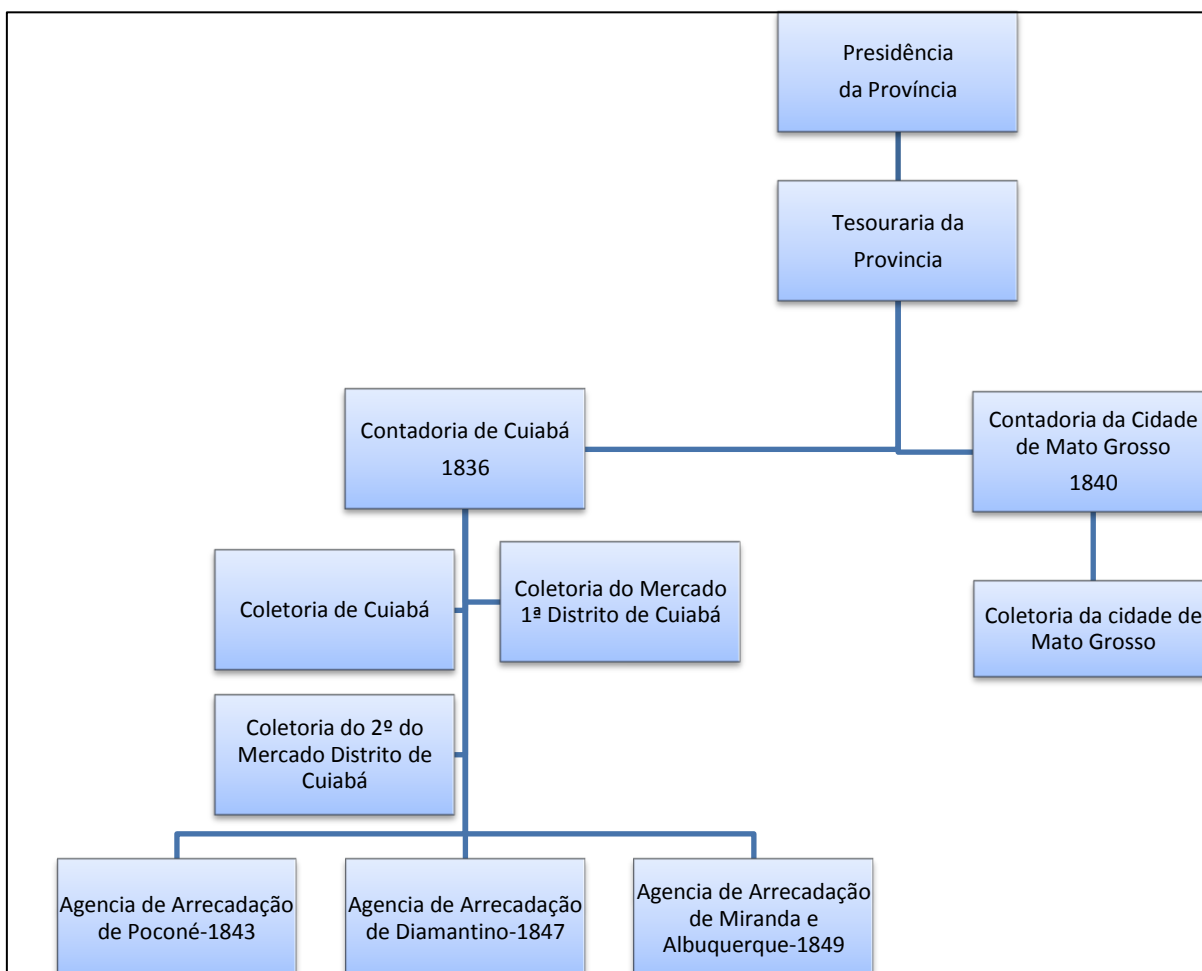 Presidência
da Província
Tesouraria da
Provincia
Contadoria de Cuiabá
1836
Contadoria da Cidade
de Mato Grosso
1840
Coletoria de Cuiabá
Coletoria do Mercado
1ª Distrito de Cuiabá
Coletoria da cidade de
Mato Grosso
Coletoria do 2º do
Mercado Distrito de
Cuiabá
Agencia de Arrecadação
de Poconé-1843
Agencia de Arrecadação
de Diamantino-1847
Agencia de Arrecadação
de Miranda e
Albuquerque-1849